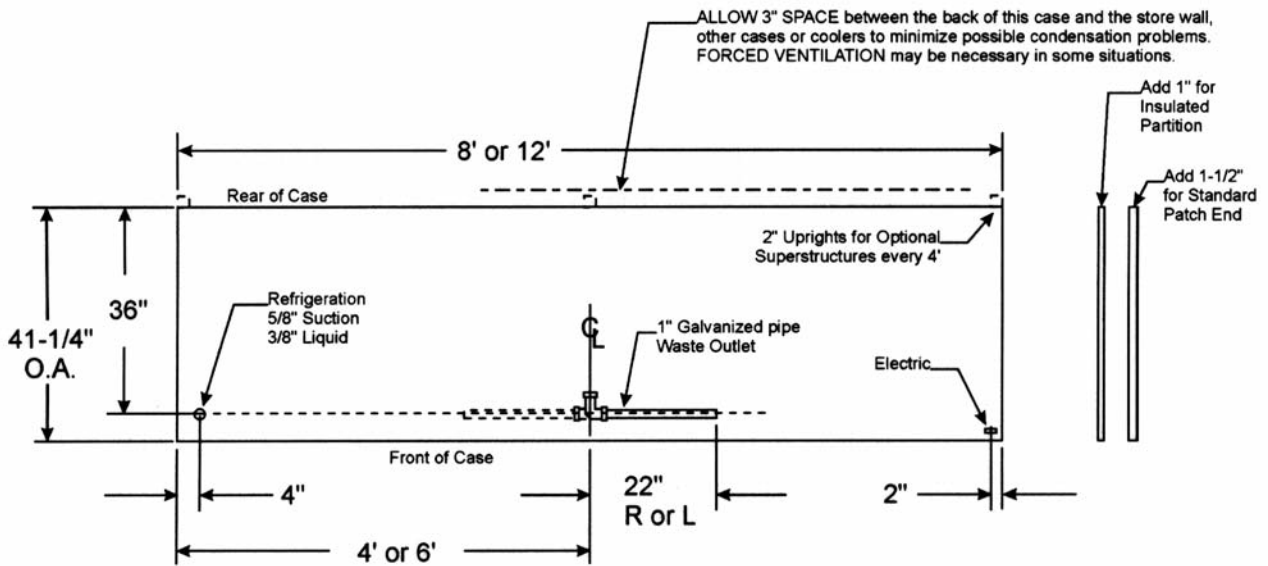 ALLOW 3" SPACE between the back of this case and the store wall,
other cases or coolers to minimize possible condensation problems.
FORCED VENTILATION may be necessary in some situations.
Add 1" for
Insulated
Partition
8' or 12'
Rear of Case
Add 1-1/2"
for Standard
Patch End
2" Uprights for Optional
Superstructures every 4'
36"
Refrigeration
5/8" Suction
3/8" Liquid
41-1/4"
O.A.
CL
1" Galvanized pipe
Waste Outlet
Electric
Front of Case
4"
22"
R or L
2"
4' or 6'